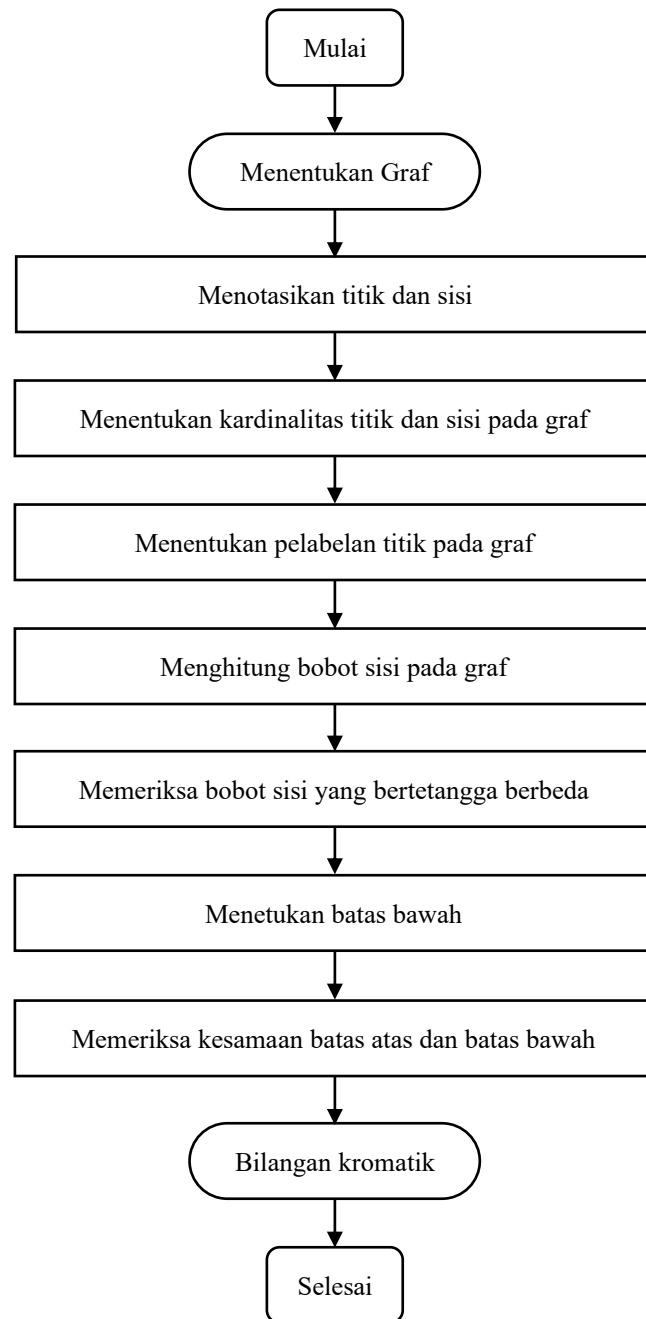 Mulai
Menentukan Graf
Menotasikan titik dan sisi
Menentukan kardinalitas titik dan sisi pada graf
Menentukan pelabelan titik pada graf
Menghitung bobot sisi pada graf
Memeriksa bobot sisi yang bertetangga berbeda
Menetukan batas bawah
Memeriksa kesamaan batas atas dan batas bawah
Bilangan kromatik
Selesai